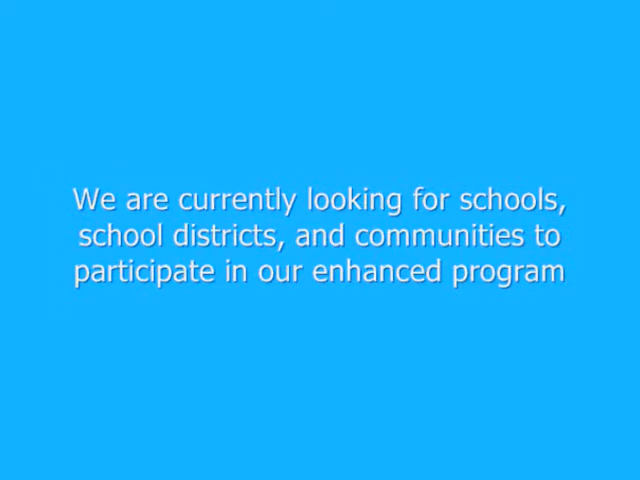 We are currently looking for schools,
school districts, and communities to
participate in our enhanced program